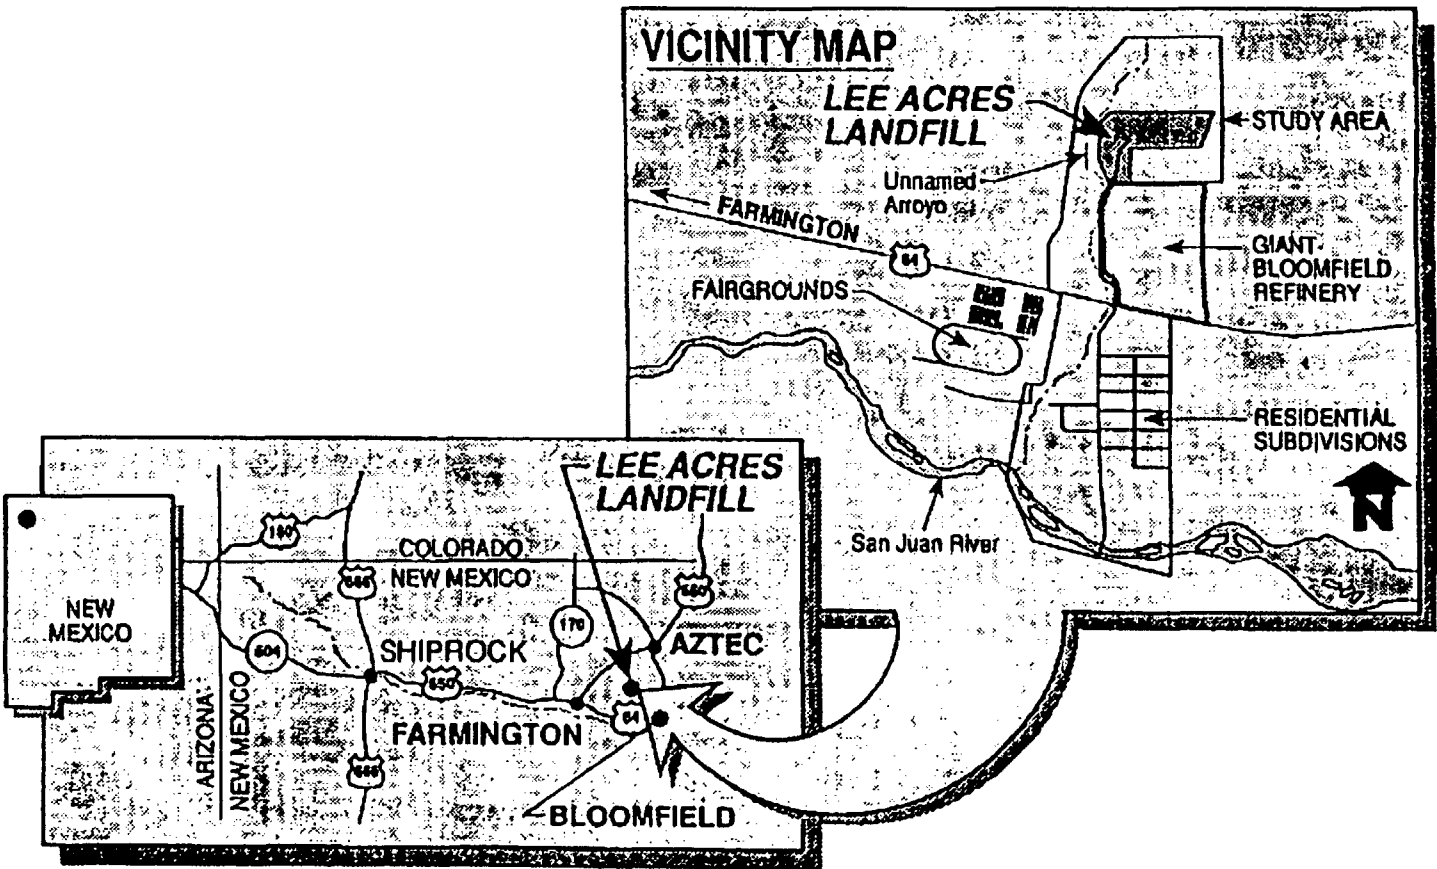 VICINITY MAP
LEE ACRES
LANDFILL
STUDY AREA
Unnamed
Arroyo
FARMINGTON
64
GIANT-
BLOOMFIELD
REFINERY
FAIRGROUNDS
RESIDENTIAL
SUBDIVISIONS
N
San Juan River
LEE ACRES
LANDFILL
COLORADO
NEW MEXICO
666
550
NEW
MEXICO
170
504
SHIPROCK
AZTEC
550
64
ARIZONA
NEW MEXICO
FARMINGTON
666
BLOOMFIELD